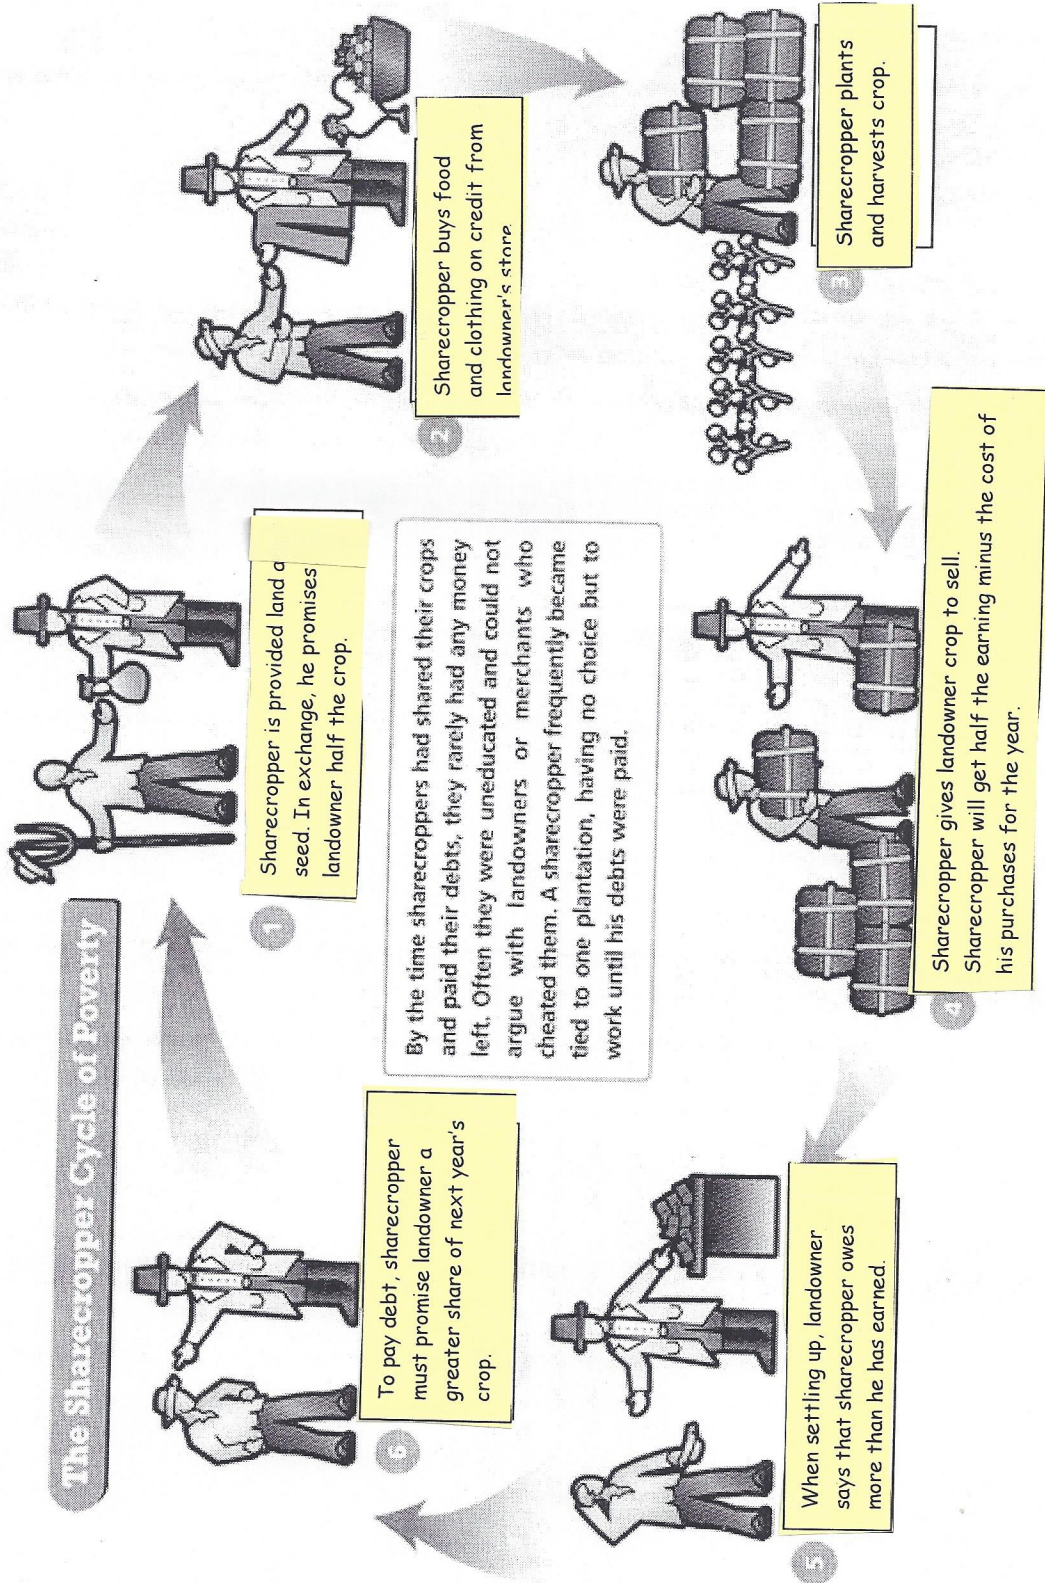 The Sharecropper Cycle of Poverty
1
Sharecropper is provided land a
seed. In exchange, he promises
landowner half the crop.
2
Sharecropper buys food
and clothing on credit from
landowner's store
3
Sharecropper plants
and harvests crop.
4
Sharecropper gives landowner crop to sell.
Sharecropper will get half the earning minus the cost of
his purchases for the year.
5
When settling up, landowner
says that sharecropper owes
more than he has earned.
6
To pay debt, sharecropper
must promise landowner a
greater share of next year's
crop.
By the time sharecroppers had shared their crops
and paid their debts, they rarely had any money
left. Often they were uneducated and could not
argue with landowners or merchants who
cheated them. A sharecropper frequently became
tied to one plantation, having no choice but to
work until his debts were paid.